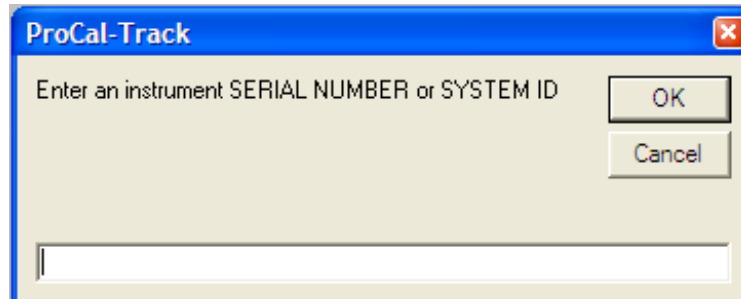 ProCal-Track
Enter an instrument SERIAL NUMBER or SYSTEM ID
OK
Cancel